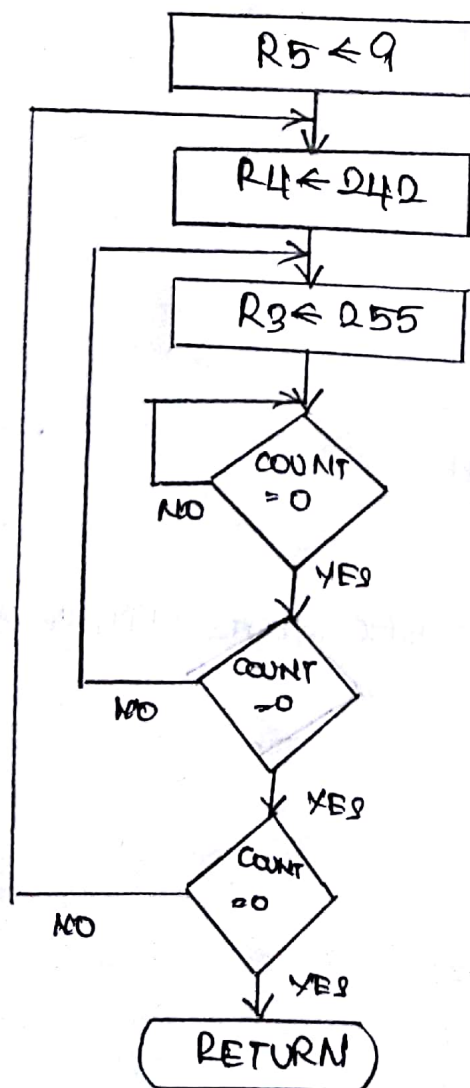 R5 ← 9
R4 ← 242
R3 ← 255
COUNT
= 0
NO
YES
COUNT
=0
NO
YES
COUNT
=0
NO
YES
RETURN